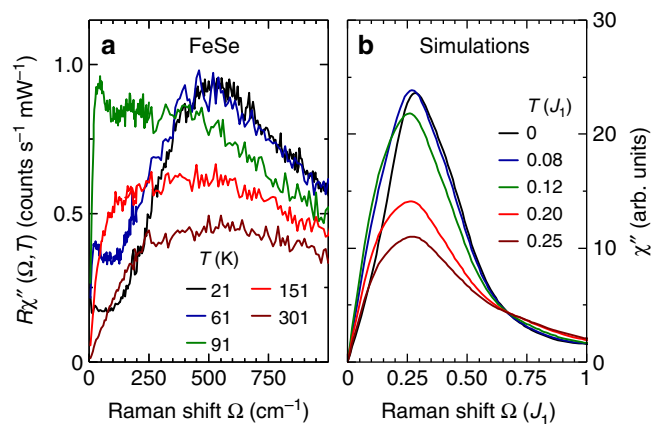 a FeSe
b Simulations
Rχ″ (Ω,T) (counts s⁻¹ mW⁻¹)
1.0
0.5
0
T (K)
21 151
61 301
91
0 250 500 750
Raman shift Ω (cm⁻¹)
T (J₁)
0
0.08
0.12
0.20
0.25
30
20
10
0
χ″ (arb. units)
0 0.25 0.50 0.75 1
Raman shift Ω (J₁)